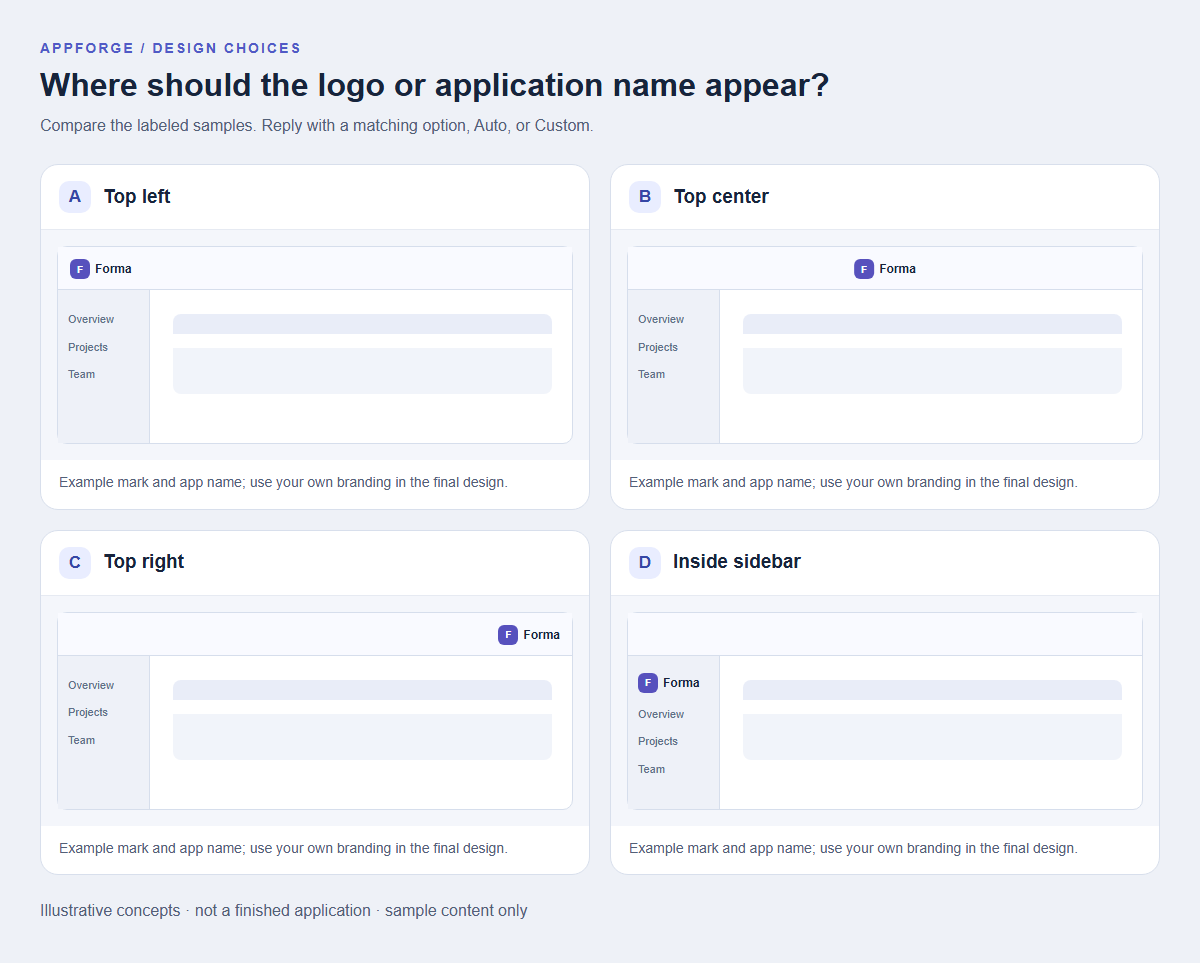 APPFORGE / DESIGN CHOICES
Where should the logo or application name appear?
Compare the labeled samples. Reply with a matching option, Auto, or Custom.
A Top left
F Forma
Overview
Projects
Team
Example mark and app name; use your own branding in the final design.
B Top center
F Forma
Overview
Projects
Team
Example mark and app name; use your own branding in the final design.
C Top right
F Forma
Overview
Projects
Team
Example mark and app name; use your own branding in the final design.
D Inside sidebar
F Forma
Overview
Projects
Team
Example mark and app name; use your own branding in the final design.
Illustrative concepts · not a finished application · sample content only